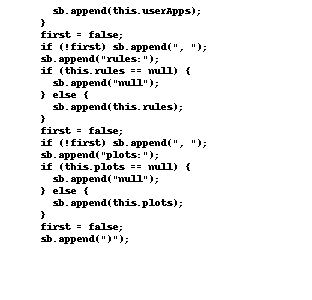 sb.append(this.userApps);
    }
    first = false;
    if (!first) sb.append(", ");
    sb.append("rules:");
    if (this.rules == null) {
      sb.append("null");
    } else {
      sb.append(this.rules);
    }
    first = false;
    if (!first) sb.append(", ");
    sb.append("plots:");
    if (this.plots == null) {
      sb.append("null");
    } else {
      sb.append(this.plots);
    }
    first = false;
    sb.append(")");